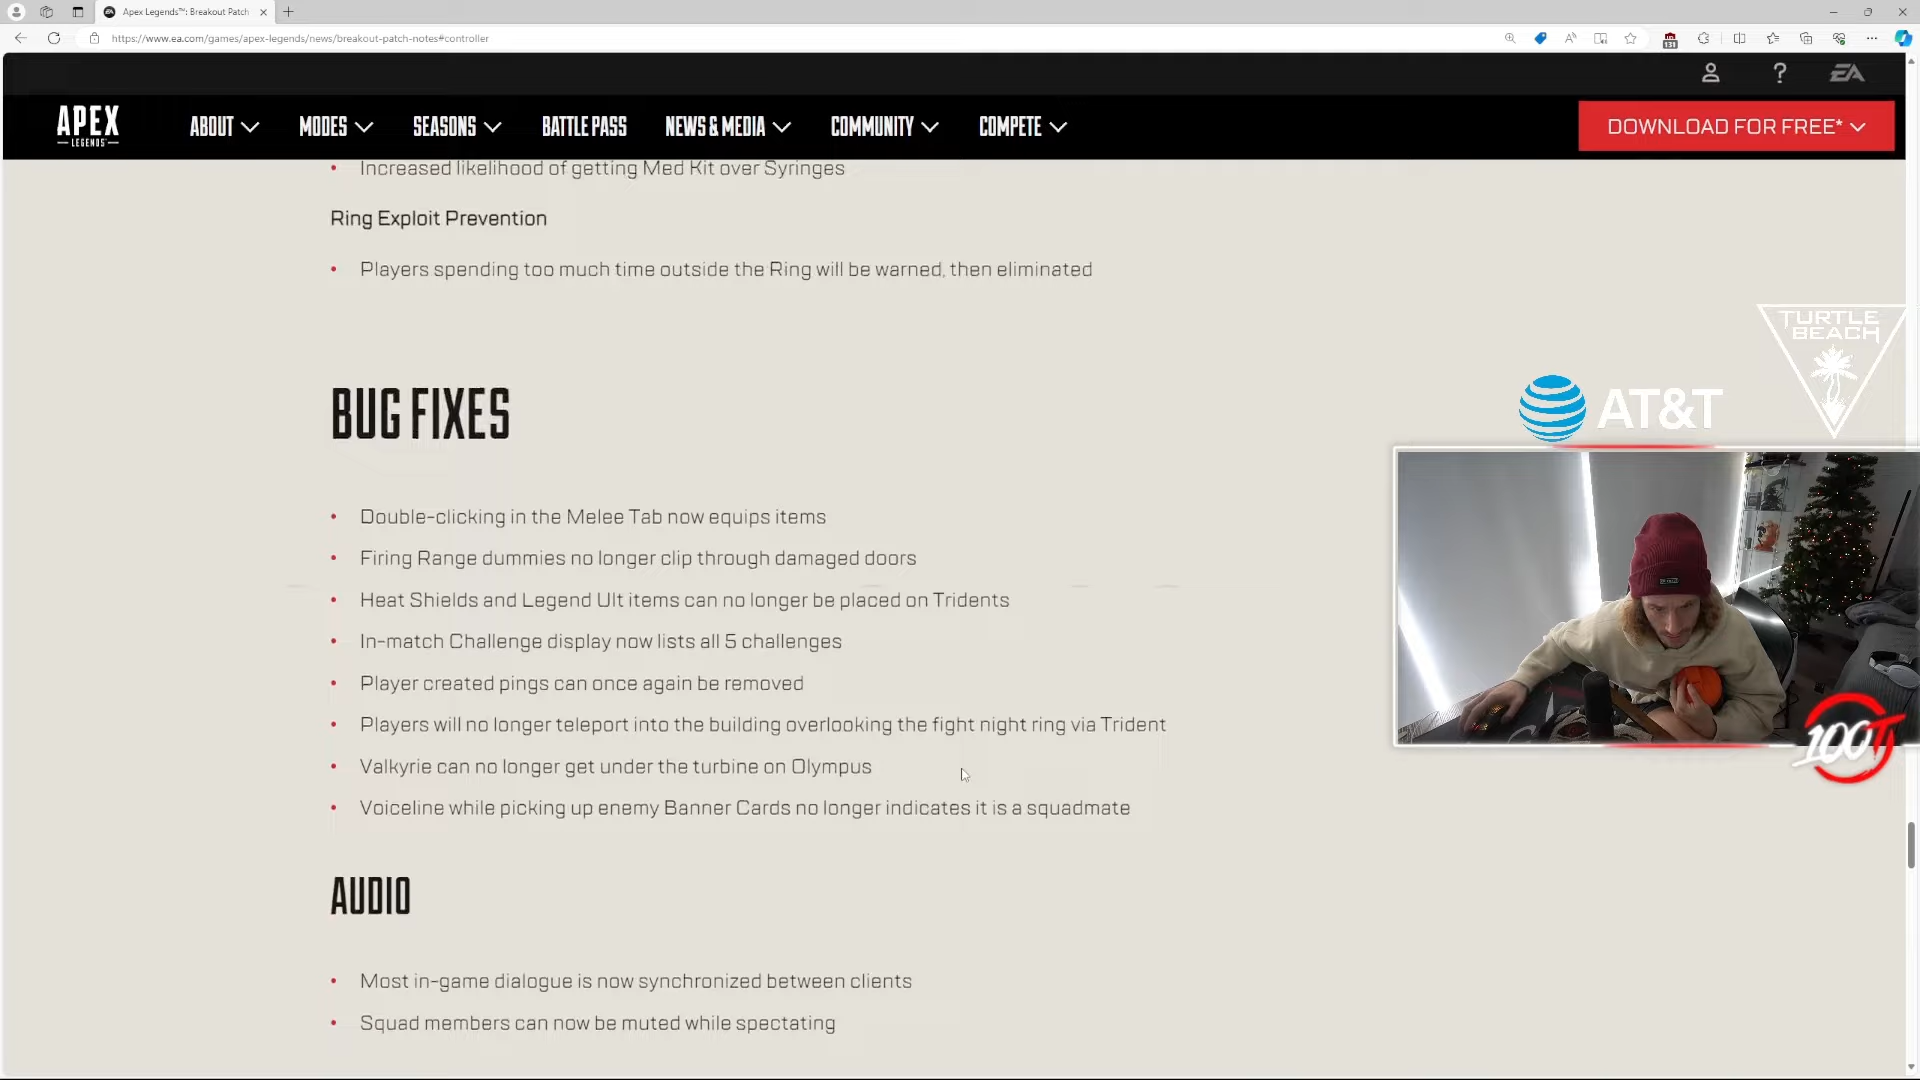 Apex Legends™: Breakout Patch
https://www.ea.com/games/apex-legends/news/breakout-patch-notes#controller
131
EA
APEX
LEGENDS
ABOUT
MODES
SEASONS
BATTLE PASS
NEWS & MEDIA
COMMUNITY
COMPETE
DOWNLOAD FOR FREE*
• Increased likelihood of getting Med Kit over Syringes
Ring Exploit Prevention
• Players spending too much time outside the Ring will be warned, then eliminated
BUG FIXES
• Double-clicking in the Melee Tab now equips items
• Firing Range dummies no longer clip through damaged doors
• Heat Shields and Legend Ult items can no longer be placed on Tridents
• In-match Challenge display now lists all 5 challenges
• Player created pings can once again be removed
• Players will no longer teleport into the building overlooking the fight night ring via Trident
• Valkyrie can no longer get under the turbine on Olympus
• Voiceline while picking up enemy Banner Cards no longer indicates it is a squadmate
AUDIO
• Most in-game dialogue is now synchronized between clients
• Squad members can now be muted while spectating
TURTLE
BEACH
AT&T
100T